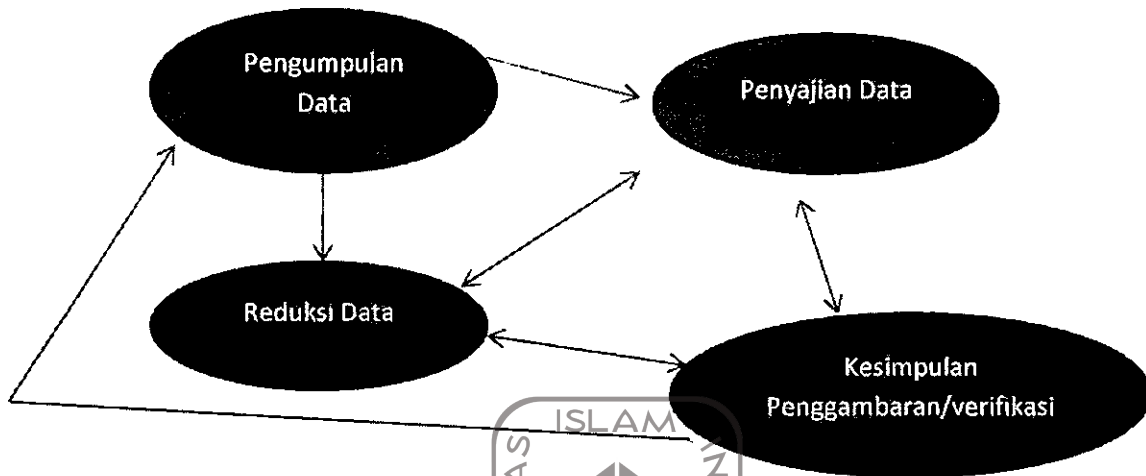 Pengumpulan
Data
Penyajian Data
Reduksi Data
Kesimpulan
Penggambaran/verifikasi
ISLAM